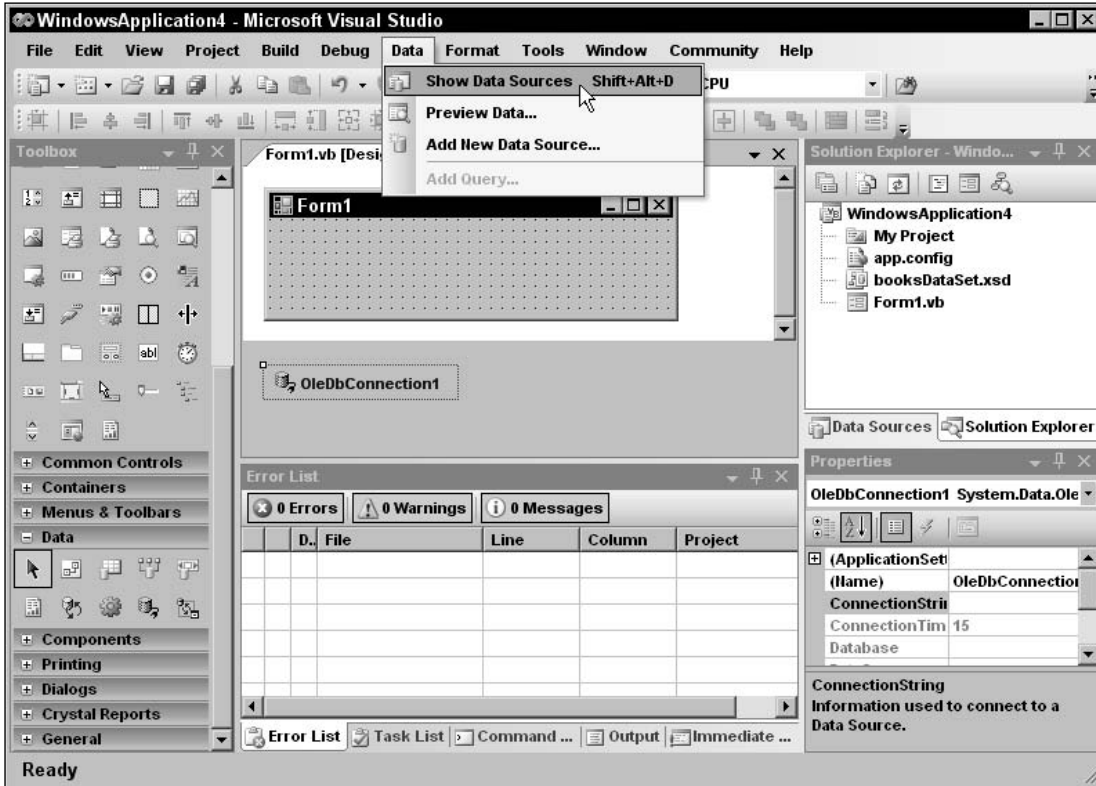 WindowsApplication4 - Microsoft Visual Studio
File Edit View Project Build Debug Data Format Tools Window Community Help
Show Data Sources Shift+Alt+D
CPU
Preview Data...
Add New Data Source...
Add Query...
Toolbox
abl
Common Controls
Containers
Menus & Toolbars
Data
Components
Printing
Dialogs
Crystal Reports
General
Form1.vb [Desi
Form1
OleDbConnection1
Error List
0 Errors 0 Warnings 0 Messages
D.. File Line Column Project
Error List Task List Command ... Output Immediate ...
Solution Explorer - Windo...
WindowsApplication4
My Project
app.config
booksDataSet.xsd
Form1.vb
Data Sources Solution Explorer
Properties
OleDbConnection1 System.Data.Ole
(ApplicationSett
(Name) OleDbConnection
ConnectionStrin
ConnectionTim 15
Database
ConnectionString
Information used to connect to a
Data Source.
Ready